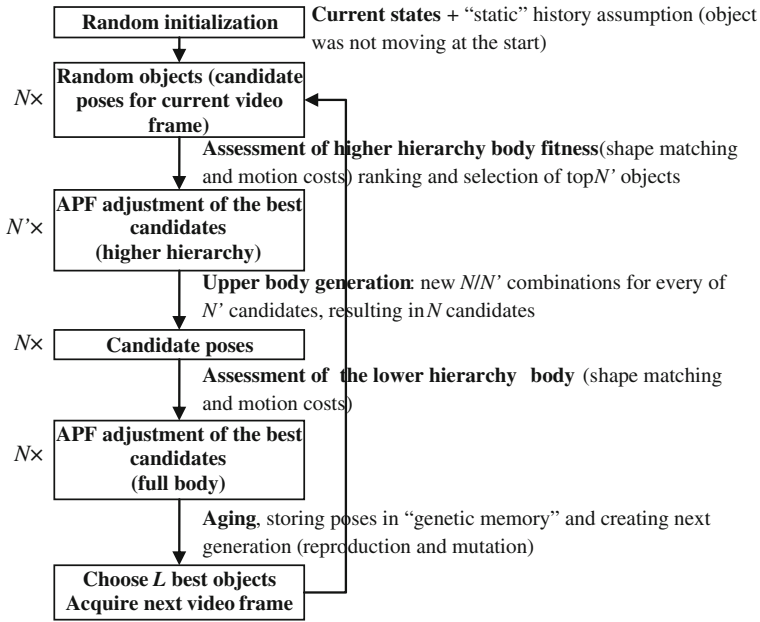 Random initialization
Current states + “static” history assumption (object
was not moving at the start)
N×
Random objects (candidate
poses for current video
frame)
Assessment of higher hierarchy body fitness(shape matching
and motion costs) ranking and selection of topN’ objects
N’×
APF adjustment of the best
candidates
(higher hierarchy)
Upper body generation: new N/N’ combinations for every of
N’ candidates, resulting in N candidates
N×
Candidate poses
Assessment of the lower hierarchy body (shape matching
and motion costs)
N×
APF adjustment of the best
candidates
(full body)
Aging, storing poses in “genetic memory” and creating next
generation (reproduction and mutation)
Choose L best objects
Acquire next video frame